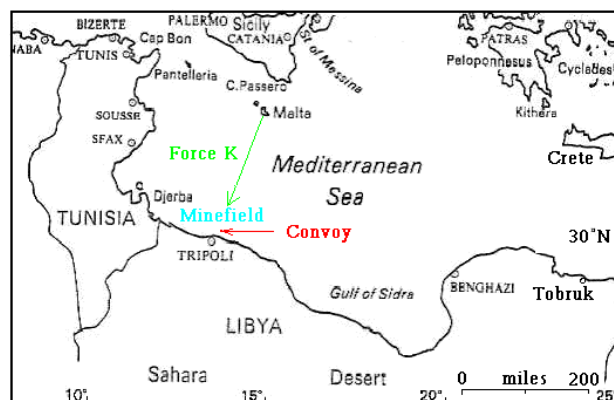 PALERMO
Sicily
BIZERTE
NABA
Cap Bon
CATANIA
St of Messina
PATRAS
TUNIS
Peloponnesus
Cyclades
Pantelleria
C.Passero
Malta
Kithera
SOUSSE
SFAX
Force K
Mediterranean
Sea
Crete
Djerba
TUNISIA
Minefield
Convoy
30°N
TRIPOLI
Gulf of Sidra
BENGHAZI
Tobruk
LIBYA
Sahara
Desert
0 miles 200
10°
15°
20°
25°